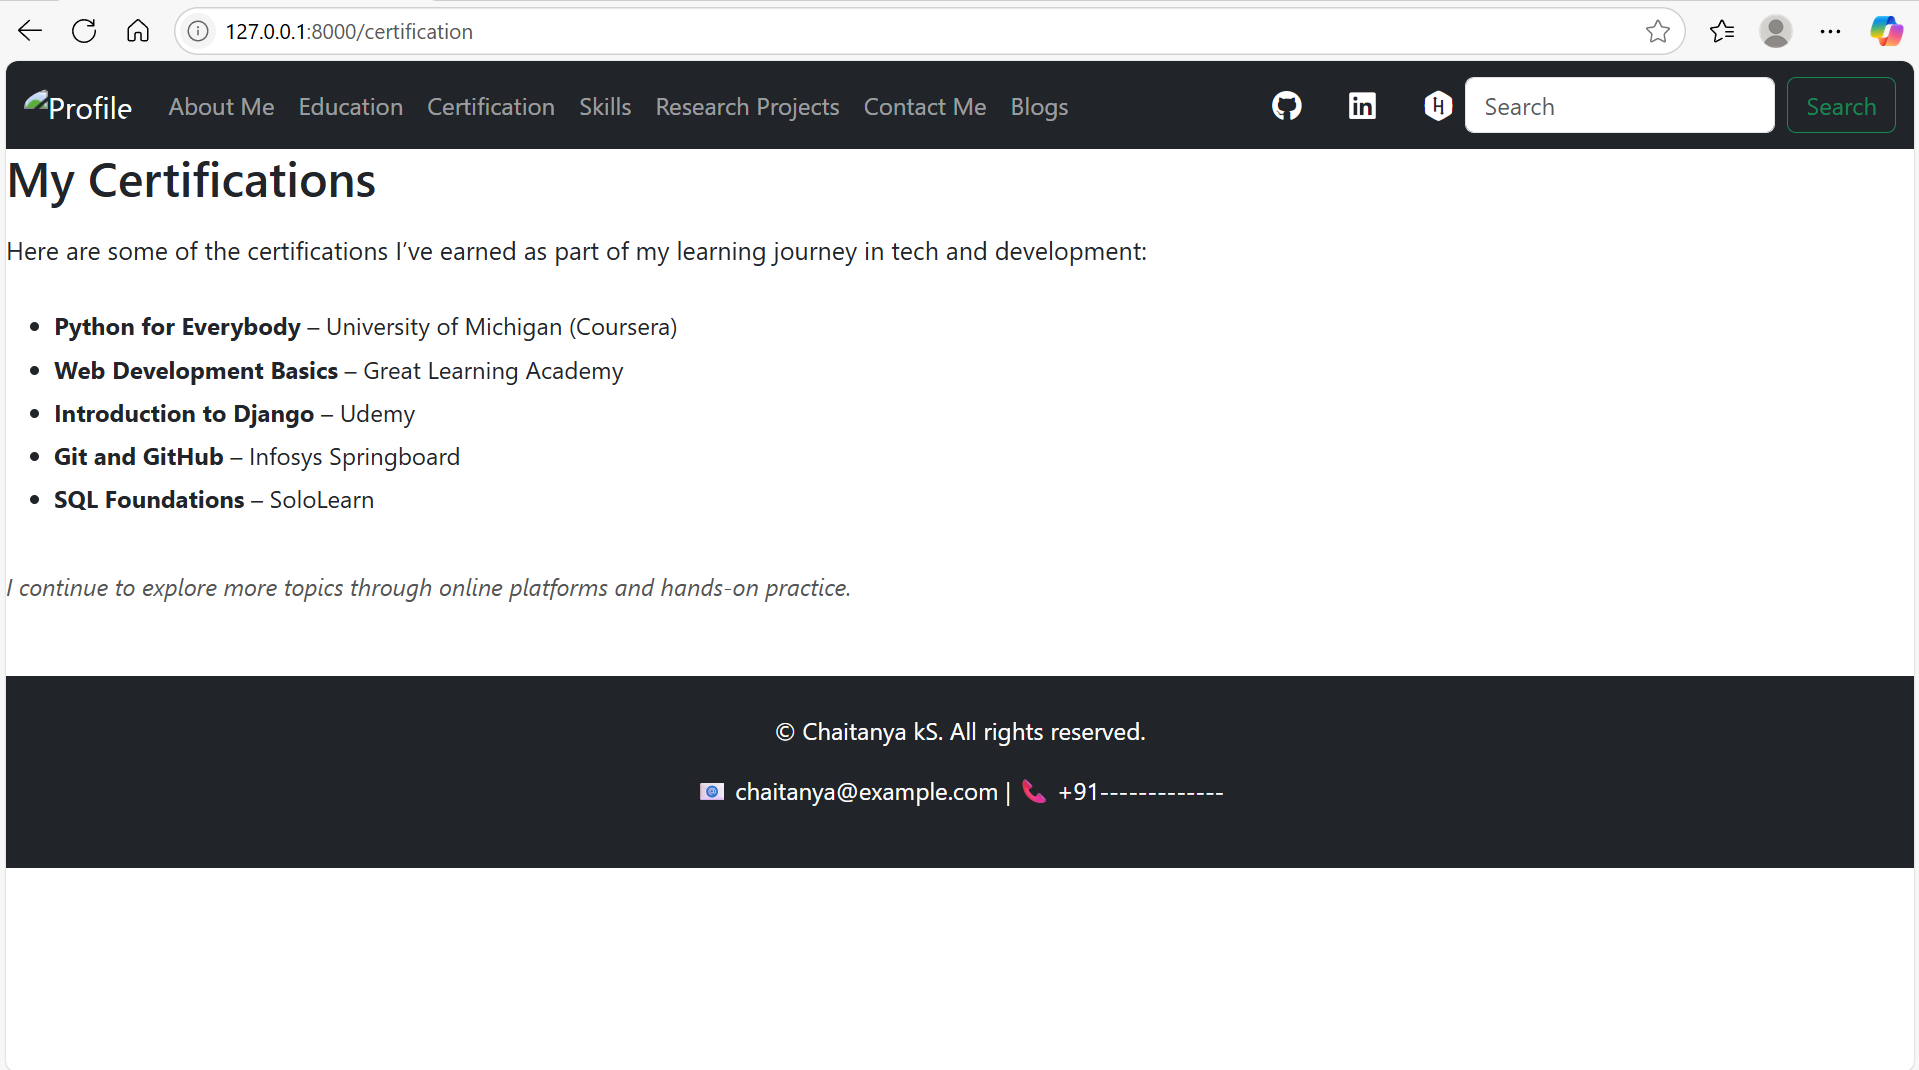 127.0.0.1:8000/certification
Profile About Me Education Certification Skills Research Projects Contact Me Blogs Search Search
My Certifications
Here are some of the certifications I’ve earned as part of my learning journey in tech and development:
Python for Everybody – University of Michigan (Coursera)
Web Development Basics – Great Learning Academy
Introduction to Django – Udemy
Git and GitHub – Infosys Springboard
SQL Foundations – SoloLearn
I continue to explore more topics through online platforms and hands-on practice.
© Chaitanya kS. All rights reserved.
📧 chaitanya@example.com | 📞 +91-------------